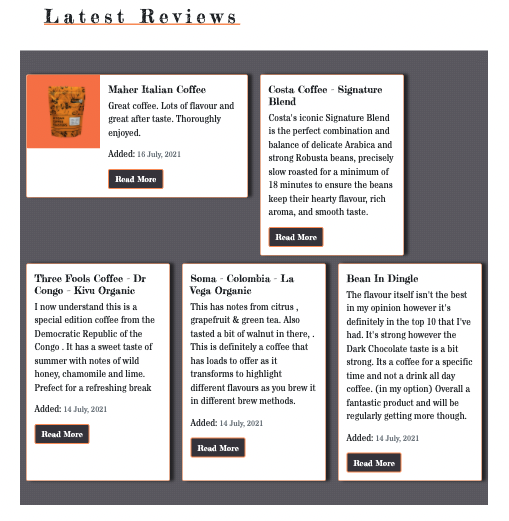 Latest Reviews
Maher Italian Coffee
Great coffee. Lots of flavour and
great after taste. Thoroughly
enjoyed.
Added: 16 July, 2021
Read More
Costa Coffee - Signature
Blend
Costa's iconic Signature Blend
is the perfect combination and
balance of delicate Arabica and
strong Robusta beans, precisely
slow roasted for a minimum of
18 minutes to ensure the beans
keep their hearty flavour, rich
aroma, and smooth taste.
Read More
Three Fools Coffee - Dr
Congo - Kivu Organic
I now understand this is a
special edition coffee from the
Democratic Republic of the
Congo . It has a sweet taste of
summer with notes of wild
honey, chamomile and lime.
Prefect for a refreshing break
Added: 14 July, 2021
Read More
Soma - Colombia - La
Vega Organic
This has notes from citrus ,
grapefruit & green tea. Also
tasted a bit of walnut in there, .
This is definitely a coffee that
has loads to offer as it
transforms to highlight
different flavours as you brew it
in different brew methods.
Added: 14 July, 2021
Read More
Bean In Dingle
The flavour itself isn't the best
in my opinion however it's
definitely in the top 10 that I've
had. It's strong however the
Dark Chocolate taste is a bit
strong. Its a coffee for a specific
time and not a drink all day
coffee. (in my option) Overall a
fantastic product and will be
regularly getting more though.
Added: 14 July, 2021
Read More